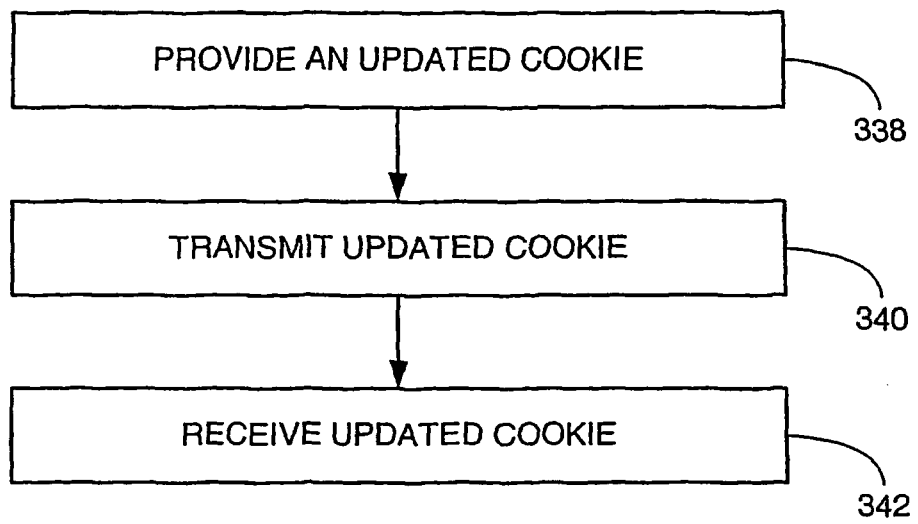 PROVIDE AN UPDATED COOKIE
338
TRANSMIT UPDATED COOKIE
340
RECEIVE UPDATED COOKIE
342